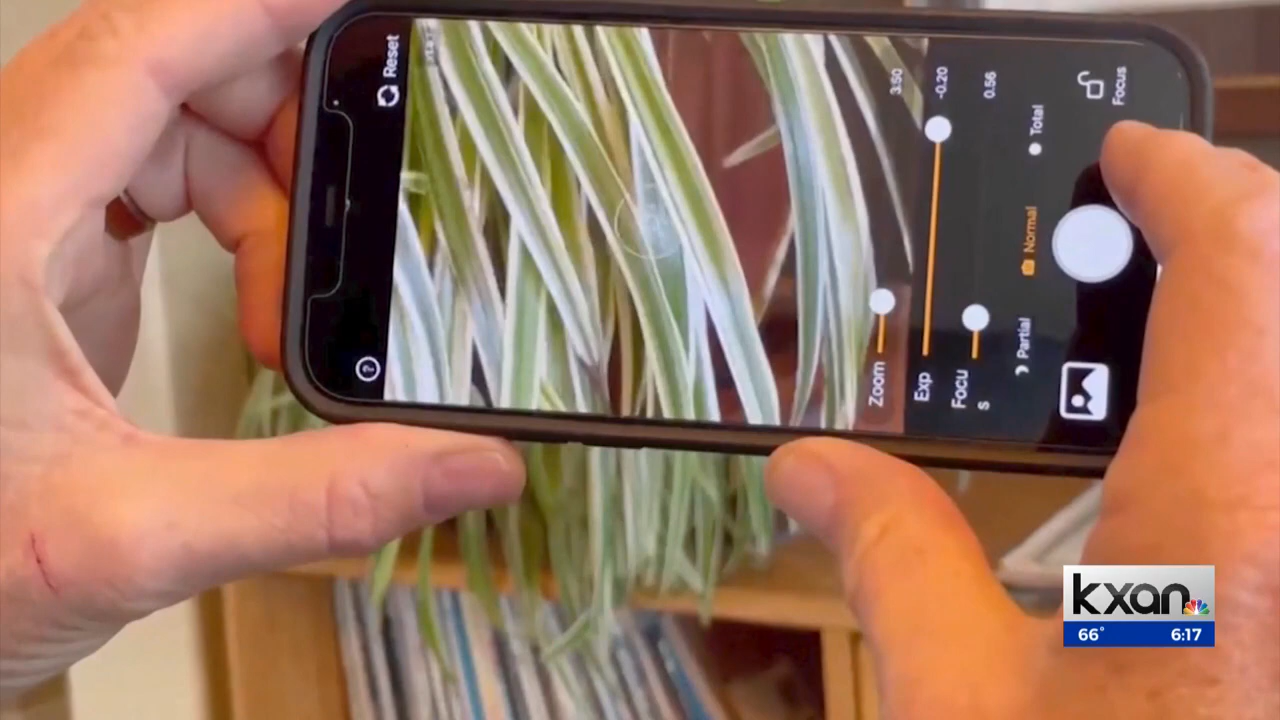 Reset
?
3.50
-0.20
0.56
Zoom
Exp
Focu
s
Total
Normal
Partial
Focus
kxan
66° 6:17